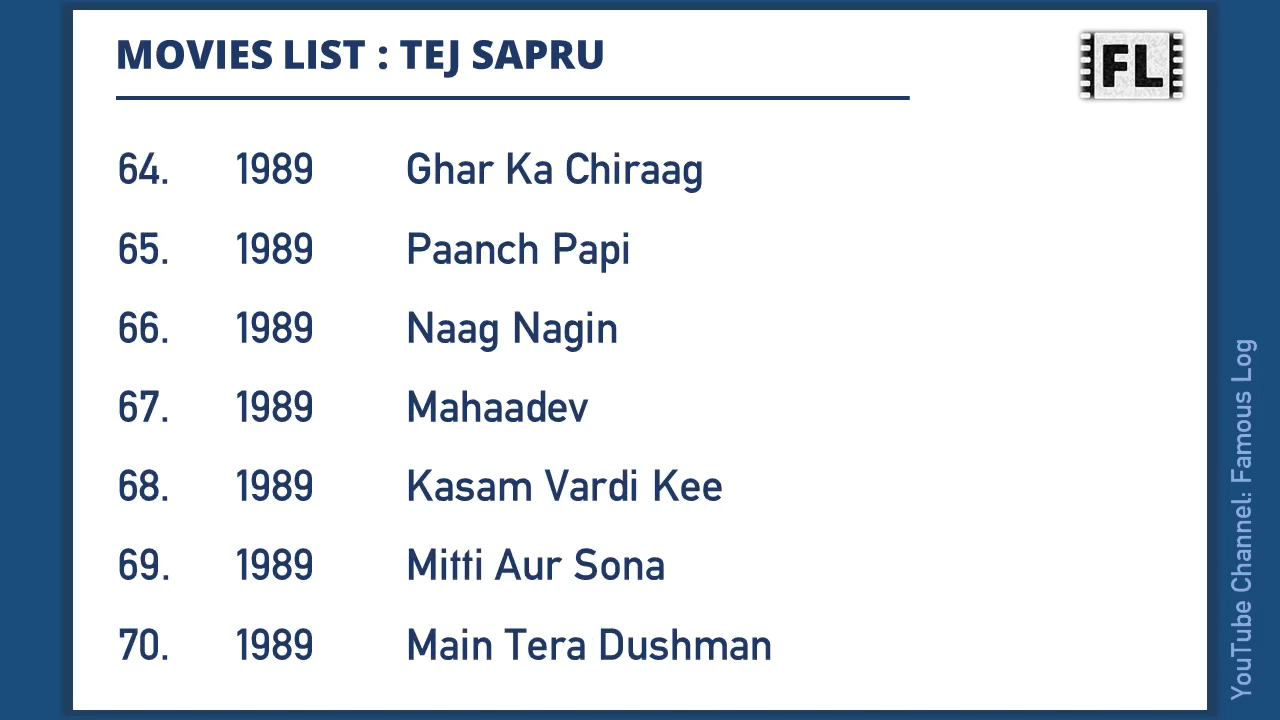 MOVIES LIST : TEJ SAPRU
FL
64. 1989 Ghar Ka Chiraag
65. 1989 Paanch Papi
66. 1989 Naag Nagin
67. 1989 Mahaadev
68. 1989 Kasam Vardi Kee
69. 1989 Mitti Aur Sona
70. 1989 Main Tera Dushman
YouTube Channel: Famous Log